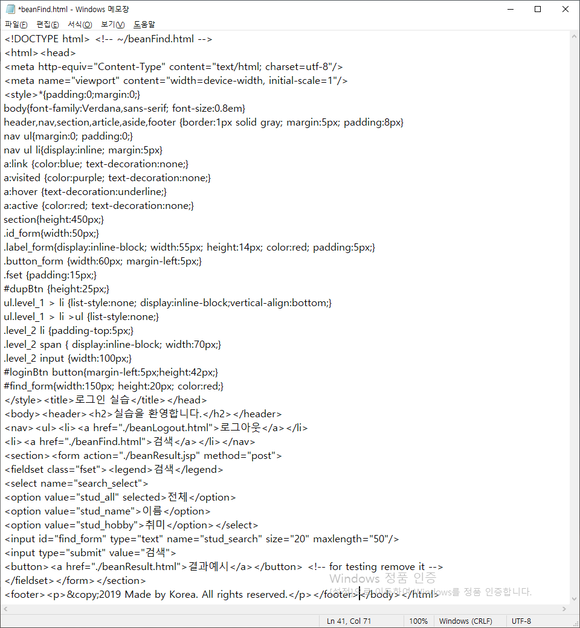 *beanFind.html - Windows 메모장
파일(F) 편집(E) 서식(O) 보기(V) 도움말
<!DOCTYPE html> <!-- ~/beanFind.html -->
<html><head>
<meta http-equiv="Content-Type" content="text/html; charset=utf-8"/>
<meta name="viewport" content="width=device-width, initial-scale=1"/>
<style>*{padding:0;margin:0;}
body{font-family:Verdana,sans-serif; font-size:0.8em}
header,nav,section,article,aside,footer {border:1px solid gray; margin:5px; padding:8px}
nav ul{margin:0; padding:0;}
nav ul li{display:inline; margin:5px}
a:link {color:blue; text-decoration:none;}
a:visited {color:purple; text-decoration:none;}
a:hover {text-decoration:underline;}
a:active {color:red; text-decoration:none;}
section{height:450px;}
.id_form{width:50px;}
.label_form{display:inline-block; width:55px; height:14px; color:red; padding:5px;}
.button_form {width:60px; margin-left:5px;}
.fset {padding:15px;}
#dupBtn {height:25px;}
ul.level_1 > li {list-style:none; display:inline-block;vertical-align:bottom;}
ul.level_1 > li >ul {list-style:none;}
.level_2 li {padding-top:5px;}
.level_2 span { display:inline-block; width:70px;}
.level_2 input {width:100px;}
#loginBtn button{margin-left:5px;height:42px;}
#find_form{width:150px; height:20px; color:red;}
</style><title>로그인 실습</title></head>
<body><header><h2>실습을 환영합니다.</h2></header>
<nav><ul><li><a href="./beanLogout.html">로그아웃</a></li>
<li><a href="./beanFind.html">검색</a></li></nav>
<section><form action="./beanResult.jsp" method="post">
<fieldset class="fset"><legend>검색</legend>
<select name="search_select">
<option value="stud_all" selected>전체</option>
<option value="stud_name">이름</option>
<option value="stud_hobby">취미</option></select>
<input id="find_form" type="text" name="stud_search" size="20" maxlength="50"/>
<input type="submit" value="검색">
<button><a href="./beanResult.html">결과예시</a></button> <!-- for testing remove it -->
</fieldset></form></section>
Windows 정품 인증
<footer><p>&copy;2019 Made by Korea. All rights reserved.</p></footer></body></html>
Windows를 정품 인증합니다.
Ln 41, Col 71 100% Windows (CRLF) UTF-8